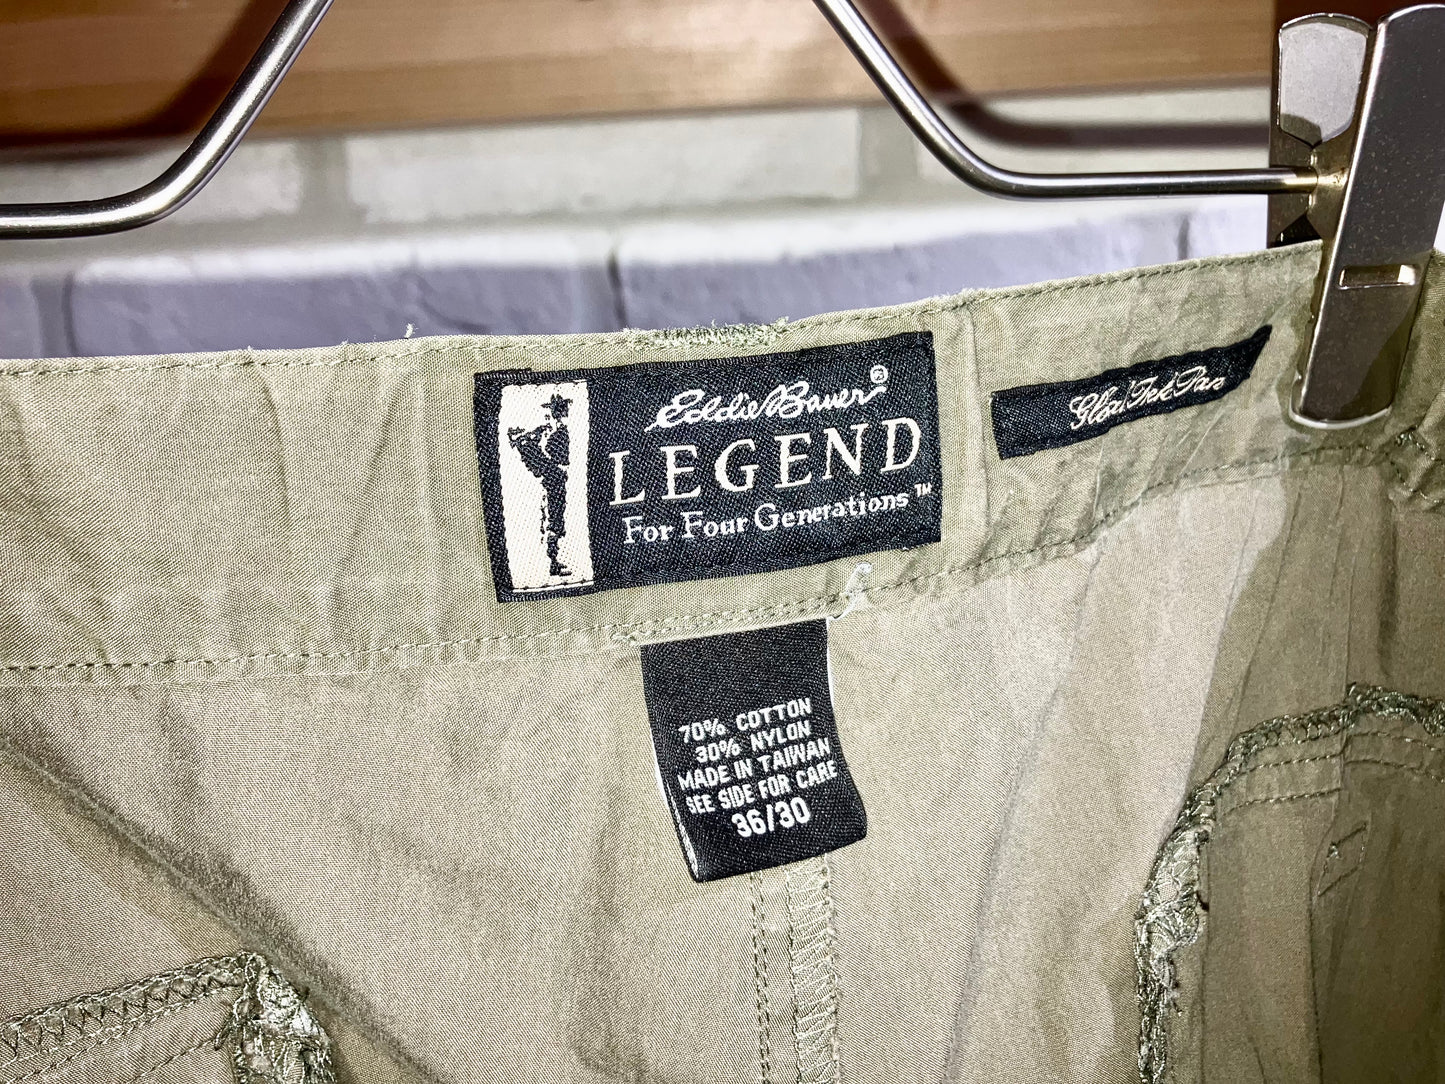 Eddie Bauer®
LEGEND
For Four Generations™
70% COTTON
30% NYLON
MADE IN TAIWAN
SEE SIDE FOR CARE
36/30